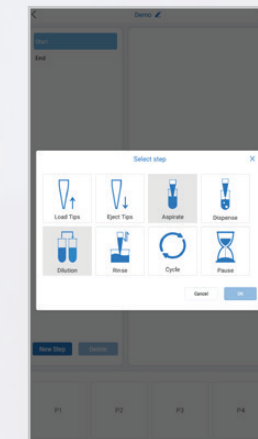 Demo
Start
End
Select step
Load Tips
Eject Tips
Aspirate
Dispense
Dilution
Rinse
Cycle
Pause
Cancel
OK
New Step
Delete
P1
P2
P3
P4